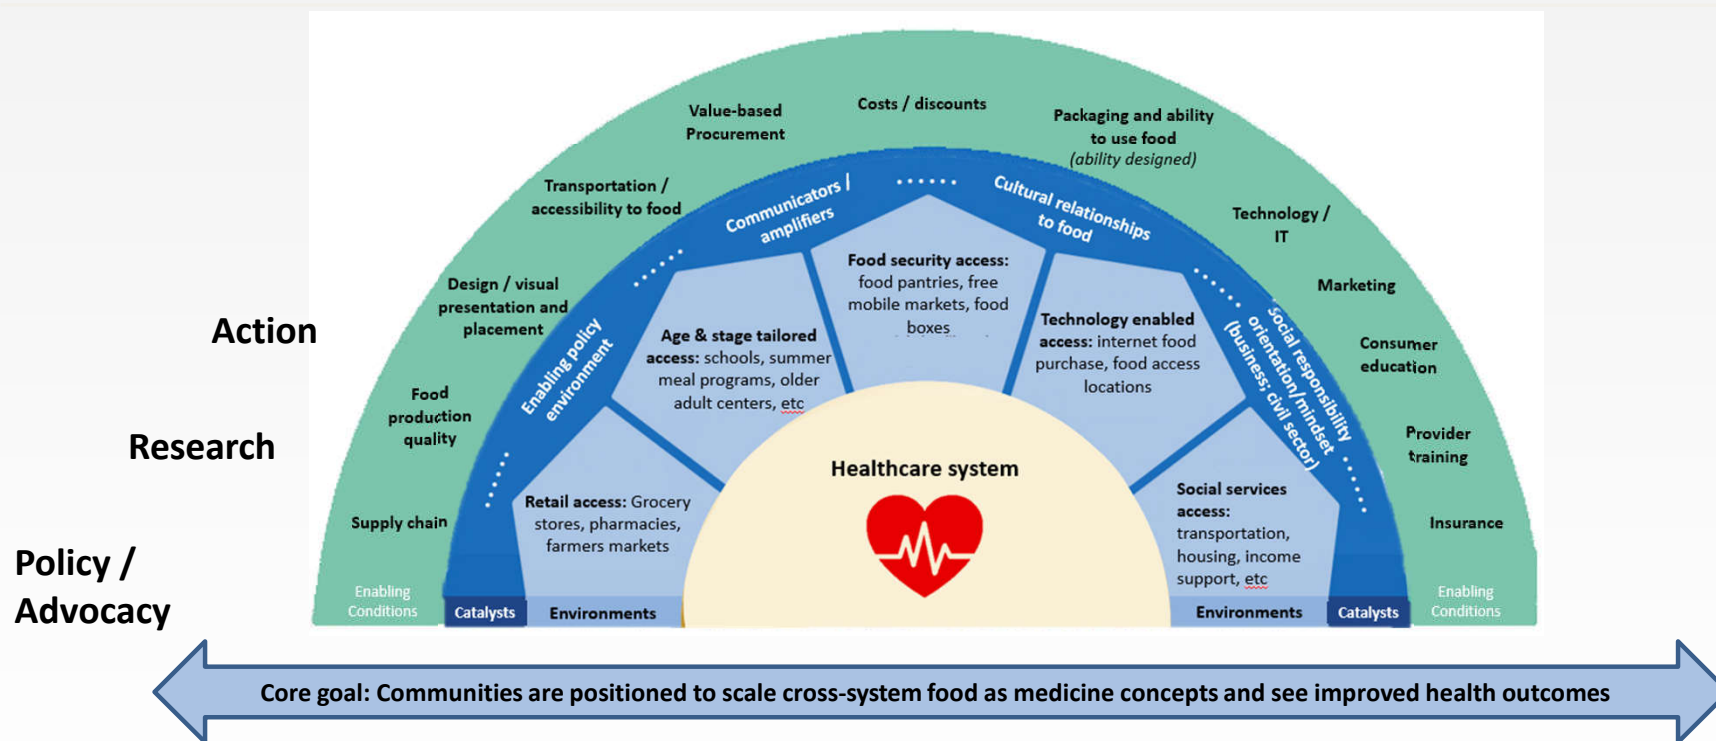 Costs / discounts
Value-based
Procurement
Packaging and ability
to use food
(ability designed)
Transportation /
accessibility to food
Technology /
IT
Design / visual
presentation and
placement
Marketing
Food
production
quality
Consumer
education
Provider
training
Supply chain
Insurance
Enabling
Conditions
Enabling
Conditions
Enabling policy
environment
Communicators /
amplifiers
Cultural relationships
to food
Social responsibility
orientation/mindset
(business; civil sector)
Catalysts
Catalysts
Retail access: Grocery
stores, pharmacies,
farmers markets
Age & stage tailored
access: schools, summer
meal programs, older
adult centers, etc
Food security access:
food pantries, free
mobile markets, food
boxes
Technology enabled
access: internet food
purchase, food access
locations
Social services
access:
transportation,
housing, income
support, etc
Environments
Environments
Healthcare system
Action
Research
Policy /
Advocacy
Core goal: Communities are positioned to scale cross-system food as medicine concepts and see improved health outcomes